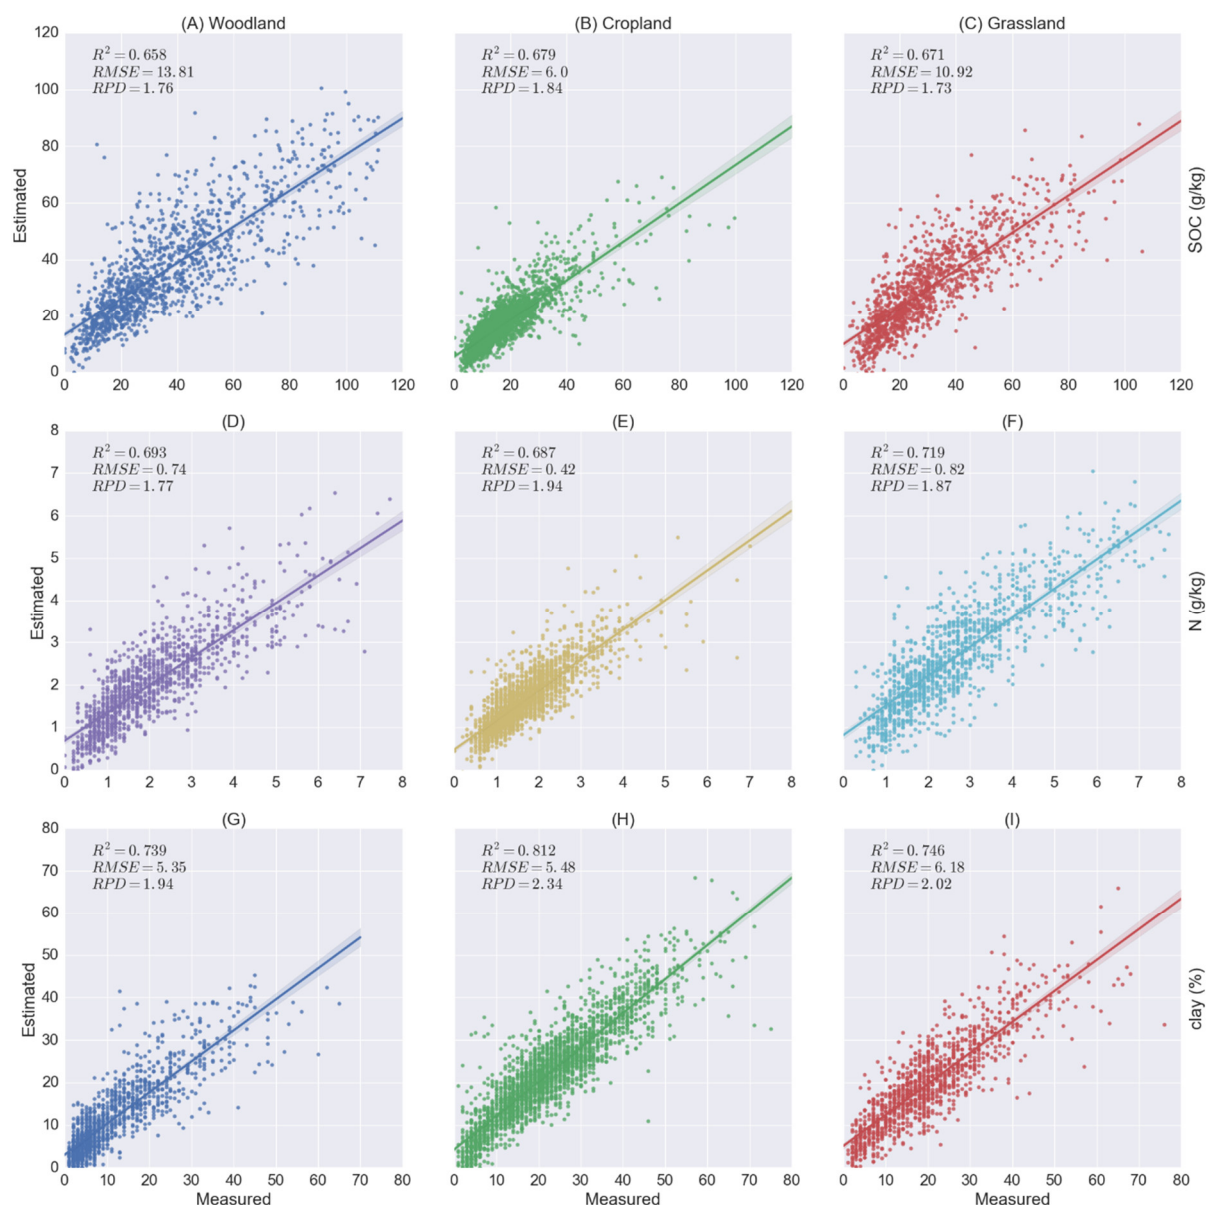 (A) Woodland
(B) Cropland
(C) Grassland
120
100
80
60
40
20
0
Estimated
R² = 0.658
RMSE = 13.81
RPD = 1.76
0 20 40 60 80 100 120
R² = 0.679
RMSE = 6.0
RPD = 1.84
0 20 40 60 80 100 120
R² = 0.671
RMSE = 10.92
RPD = 1.73
0 20 40 60 80 100 120
SOC (g/kg)
(D)
(E)
(F)
8
7
6
5
4
3
2
1
0
Estimated
R² = 0.693
RMSE = 0.74
RPD = 1.77
0 1 2 3 4 5 6 7 8
R² = 0.687
RMSE = 0.42
RPD = 1.94
0 1 2 3 4 5 6 7 8
R² = 0.719
RMSE = 0.82
RPD = 1.87
0 1 2 3 4 5 6 7 8
N (g/kg)
(G)
(H)
(I)
80
70
60
50
40
30
20
10
0
Estimated
R² = 0.739
RMSE = 5.35
RPD = 1.94
0 10 20 30 40 50 60 70 80
Measured
R² = 0.812
RMSE = 5.48
RPD = 2.34
0 10 20 30 40 50 60 70 80
Measured
R² = 0.746
RMSE = 6.18
RPD = 2.02
0 10 20 30 40 50 60 70 80
Measured
clay (%)